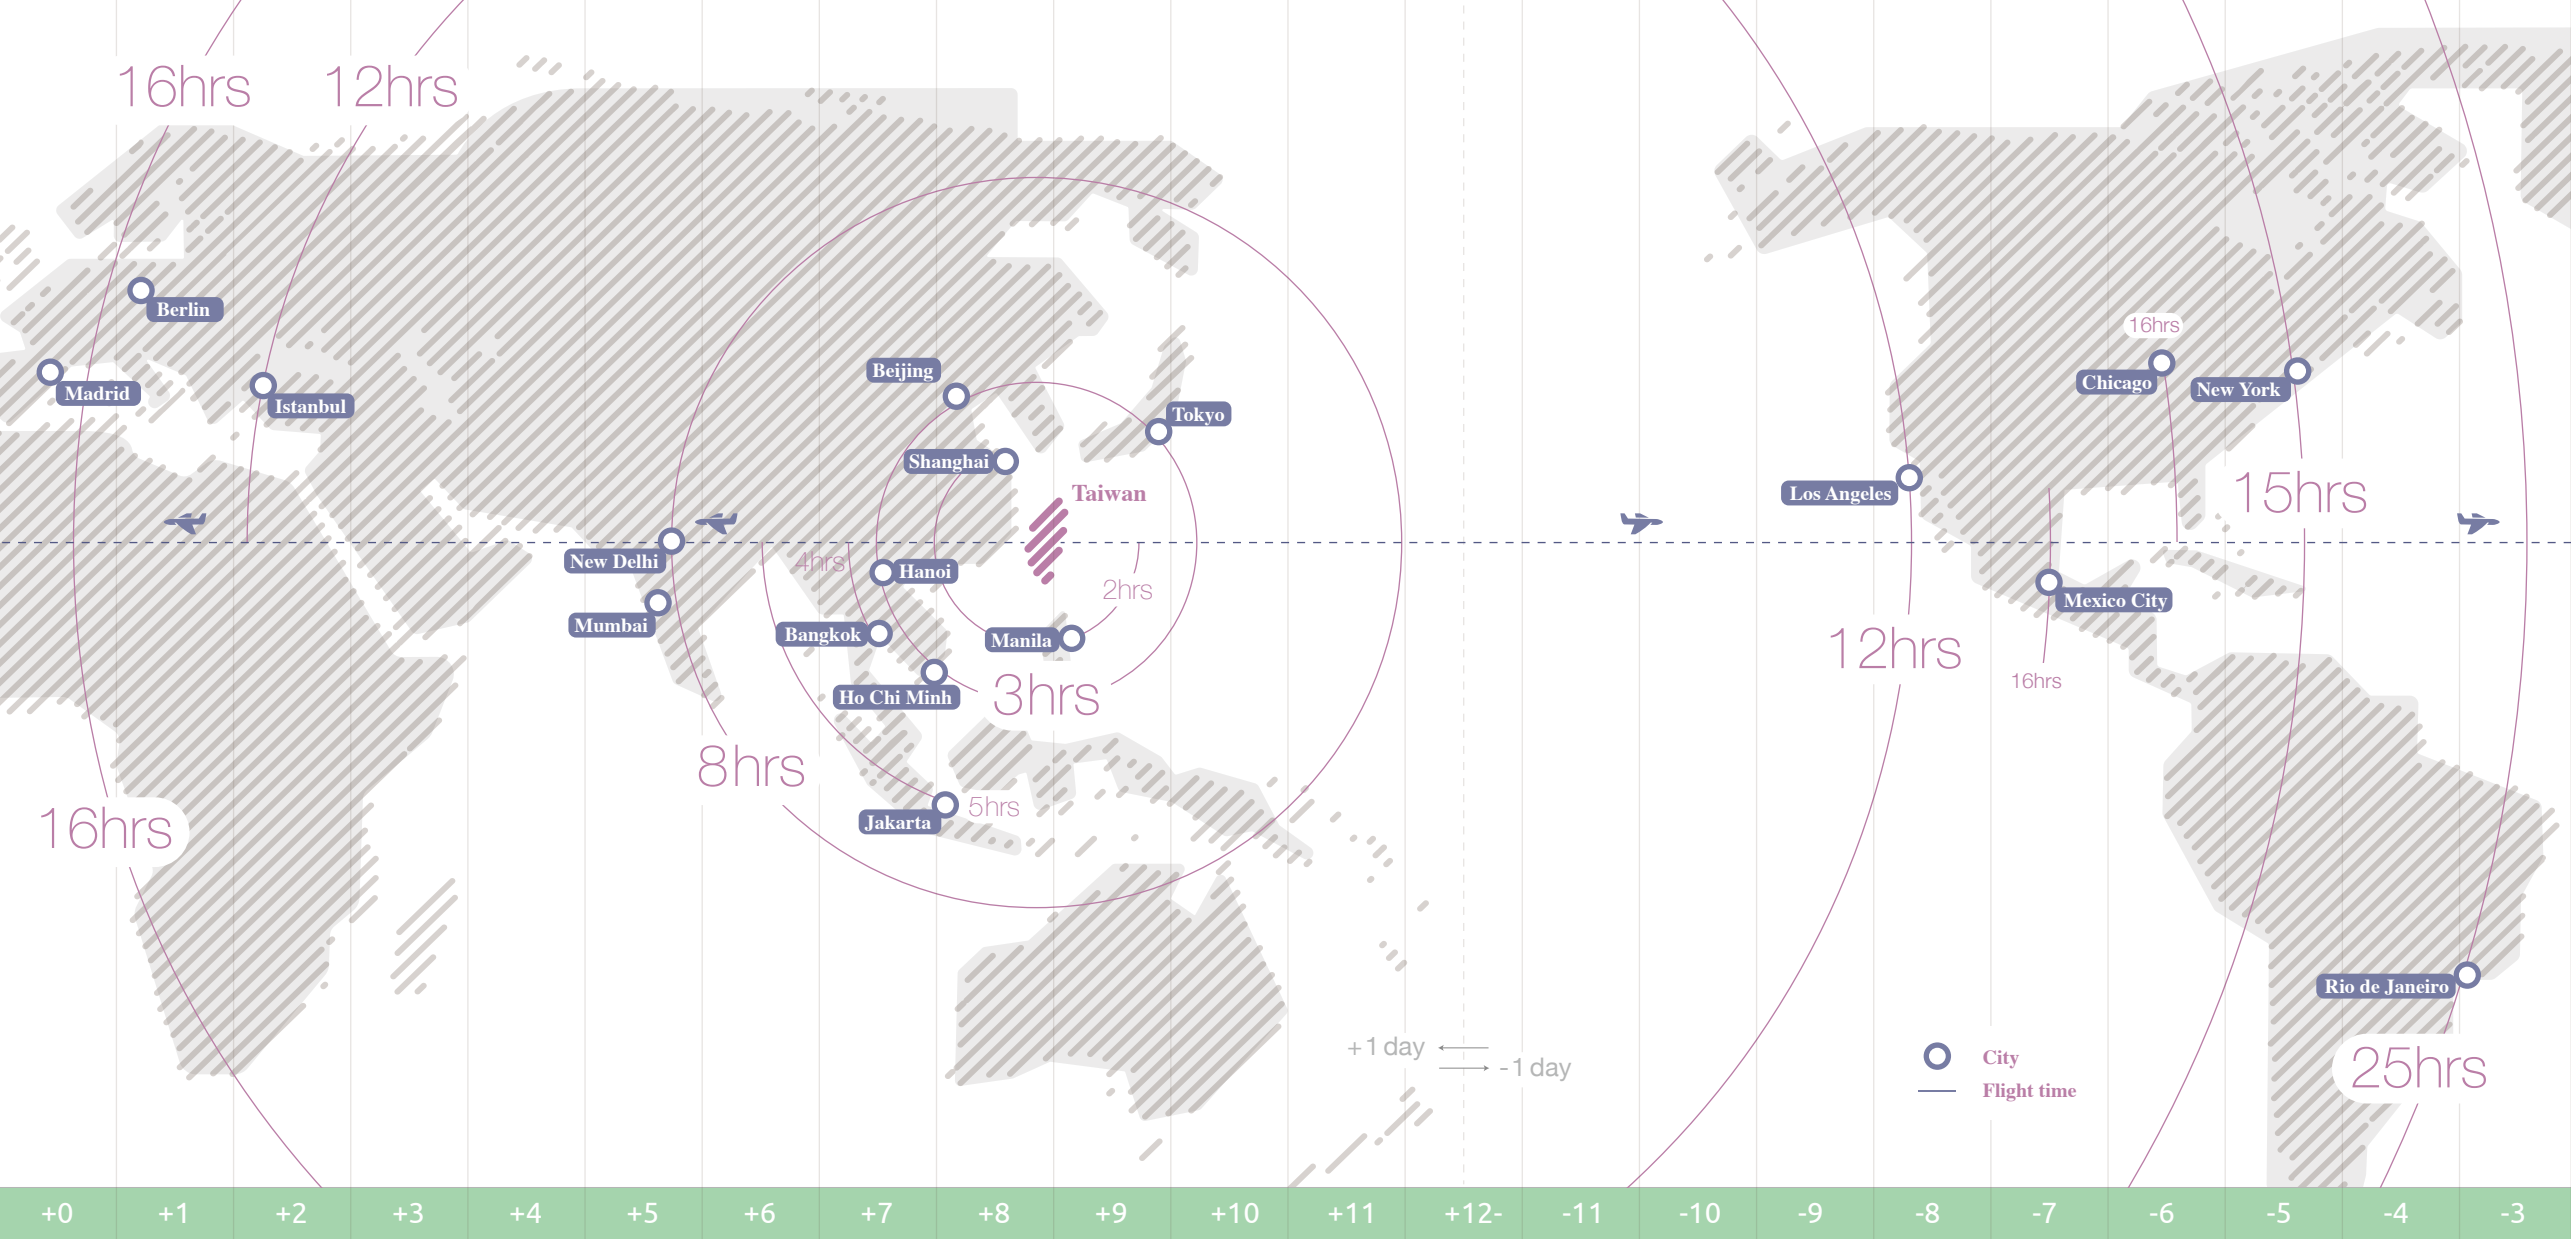 16hrs
12hrs
Berlin
Madrid
Istanbul
Beijing
Tokyo
Shanghai
Taiwan
New Delhi
4hrs
Hanoi
2hrs
Mumbai
Bangkok
Manila
Ho Chi Minh
3hrs
8hrs
16hrs
Jakarta
5hrs
16hrs
Chicago
New York
Los Angeles
15hrs
Mexico City
12hrs
16hrs
Rio de Janeiro
25hrs
+1 day
-1 day
City
Flight time
+0 +1 +2 +3 +4 +5 +6 +7 +8 +9 +10 +11 +12- -11 -10 -9 -8 -7 -6 -5 -4 -3